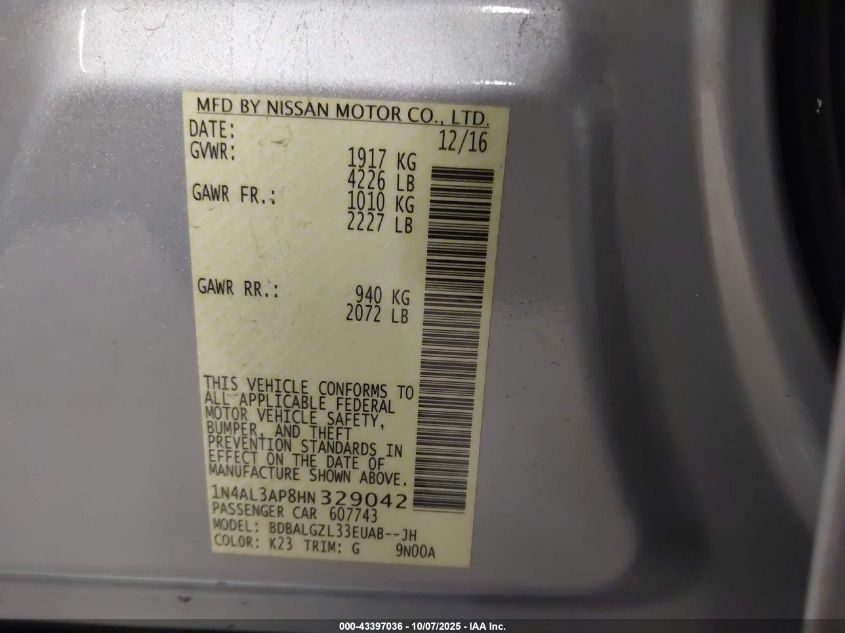 MFD BY NISSAN MOTOR CO., LTD.
DATE: 12/16
GVWR: 1917 KG
4226 LB
GAWR FR.: 1010 KG
2227 LB
GAWR RR.: 940 KG
2072 LB
THIS VEHICLE CONFORMS TO
ALL APPLICABLE FEDERAL
MOTOR VEHICLE SAFETY,
BUMPER, AND THEFT
PREVENTION STANDARDS IN
EFFECT ON THE DATE OF
MANUFACTURE SHOWN ABOVE.
1N4AL3AP8HN329042
PASSENGER CAR 607743
MODEL: BDBALGZL33EUAB--JH
COLOR: K23 TRIM: G 9N00A
000-43397036 - 10/07/2025 - IAA Inc.